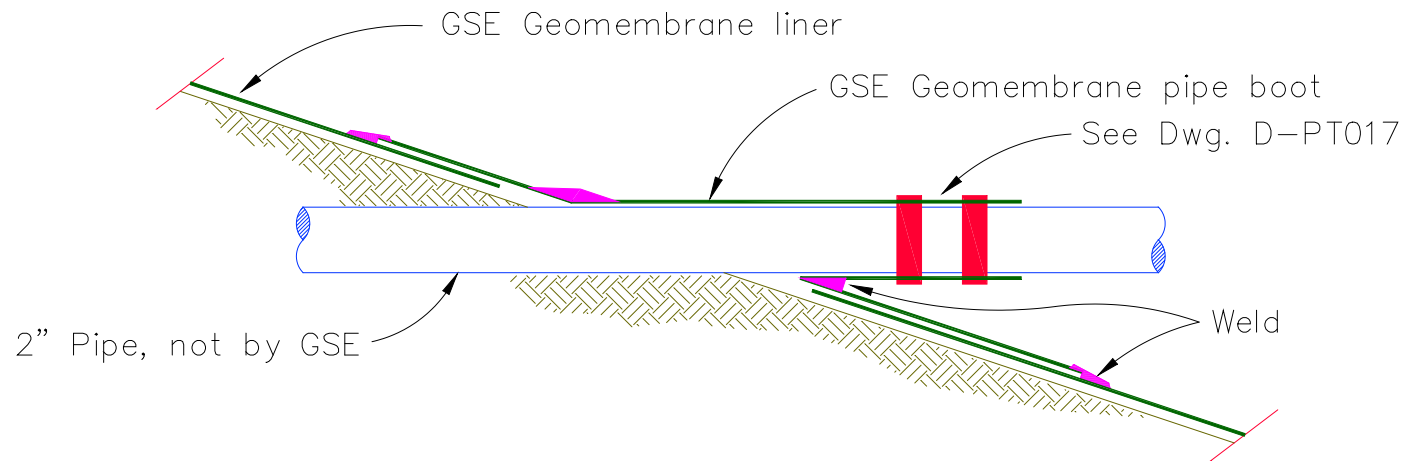 GSE Geomembrane liner
GSE Geomembrane pipe boot
See Dwg. D-PT017
2” Pipe, not by GSE
Weld